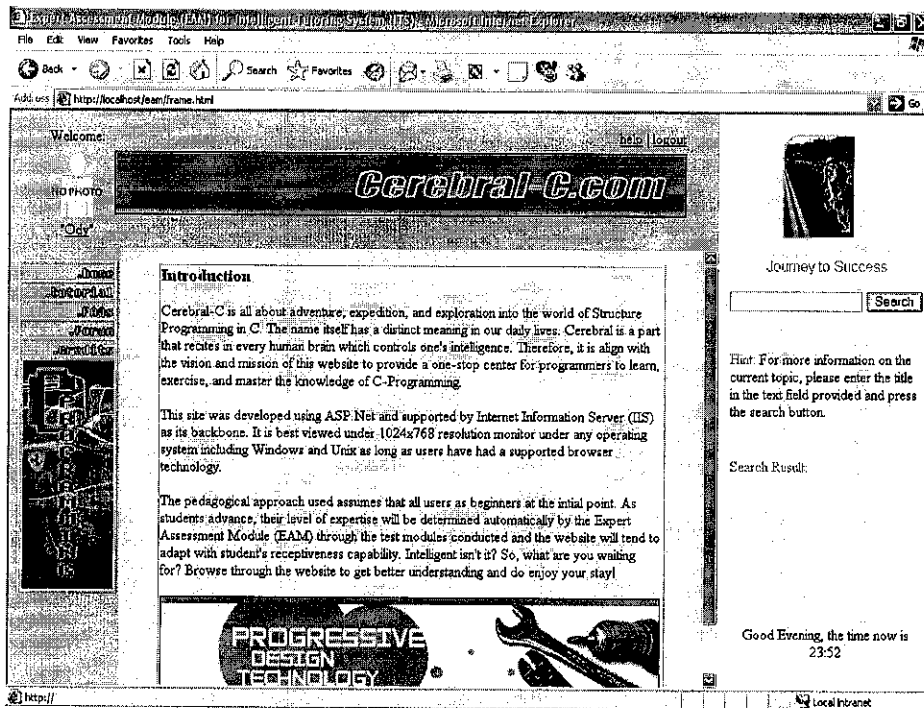 Expert Assessment Module (EAM) for Intelligent Tutoring System (ITS) - Microsoft Internet Explorer
File Edit View Favorites Tools Help
Back Search Favorites
Address http://localhost/eam/frame.html Go
Welcome:
help | logout
NO PHOTO
Cerebral-C.com
"Ody"
.home
.tutorial
.forum
Introduction
Cerebral-C is all about adventure, expedition, and exploration into the world of Structure
Programming in C. The name itself has a distinct meaning in our daily lives. Cerebral is a part
that recites in every human brain which controls one's intelligence. Therefore, it is align with
the vision and mission of this website to provide a one-stop center for programmers to learn,
exercise, and master the knowledge of C-Programming.
This site was developed using ASP.Net and supported by Internet Information Server (IIS)
as its backbone. It is best viewed under 1024x768 resolution monitor under any operating
system including Windows and Unix as long as users have had a supported browser
technology.
The pedagogical approach used assumes that all users as beginners at the intial point. As
students advance, their level of expertise will be determined automatically by the Expert
Assessment Module (EAM) through the test modules conducted and the website will tend to
adapt with student's receptiveness capability. Intelligent isn't it? So, what are you waiting
for? Browse through the website to get better understanding and do enjoy your stay!
PROGRAMMING
PROGRESSIVE
DESIGN
TECHNOLOGY
Journey to Success
Search
Hint: For more information on the
current topic, please enter the title
in the text field provided and press
the search button.
Search Result:
Good Evening, the time now is
23:52
http://
Local intranet